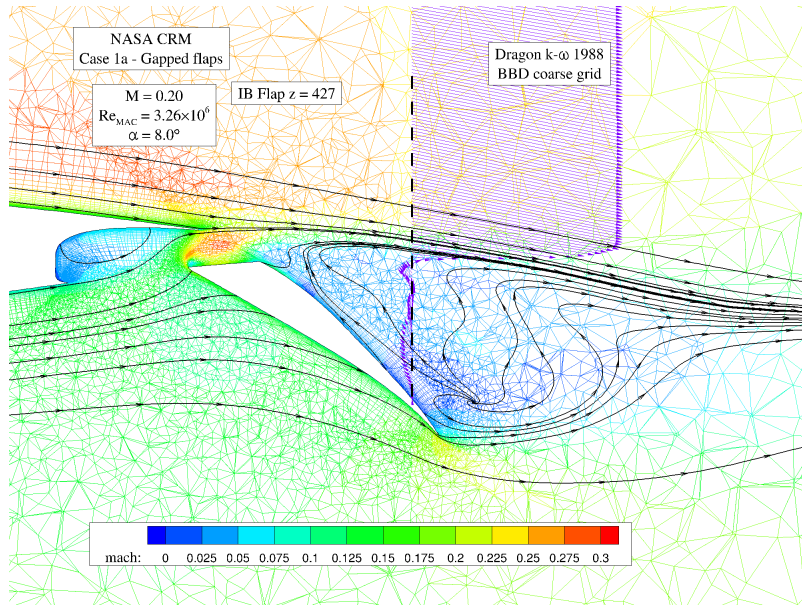 NASA CRM
Case 1a - Gapped flaps
M = 0.20
Re_MAC = 3.26×10^6
α = 8.0°
IB Flap z = 427
Dragon k-ω 1988
BBD coarse grid
mach: 0 0.025 0.05 0.075 0.1 0.125 0.15 0.175 0.2 0.225 0.25 0.275 0.3